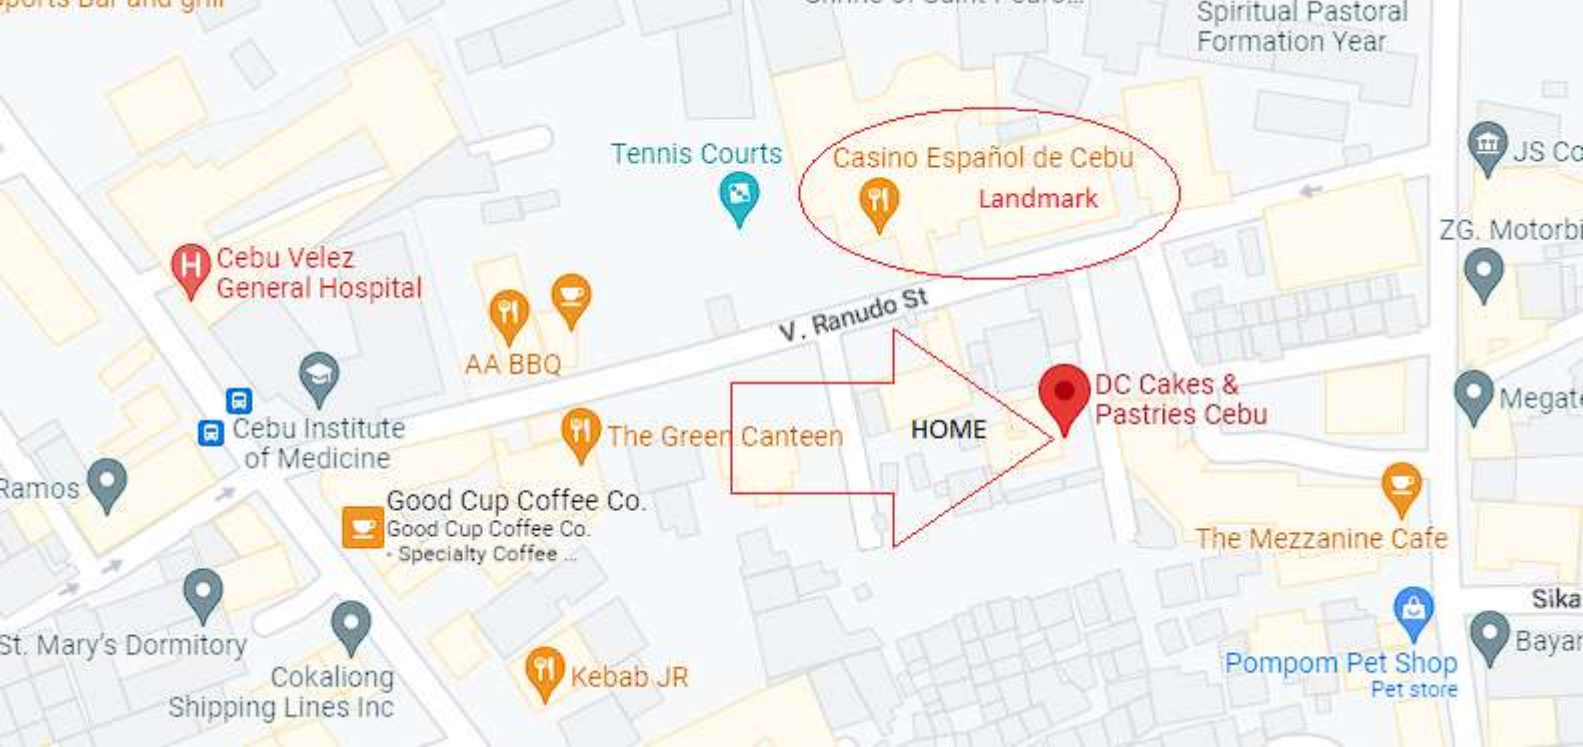 Spiritual Pastoral
Formation Year
Tennis Courts
Casino Español de Cebu
Landmark
JS Co
ZG. Motorbi
Cebu Velez
General Hospital
V. Ranudo St
AA BBQ
DC Cakes &
Pastries Cebu
Megate
HOME
Cebu Institute
of Medicine
The Green Canteen
Ramos
Good Cup Coffee Co.
Good Cup Coffee Co.
- Specialty Coffee ...
The Mezzanine Cafe
Sika
St. Mary's Dormitory
Bayar
Cokaliong
Shipping Lines Inc
Kebab JR
Pompom Pet Shop
Pet store